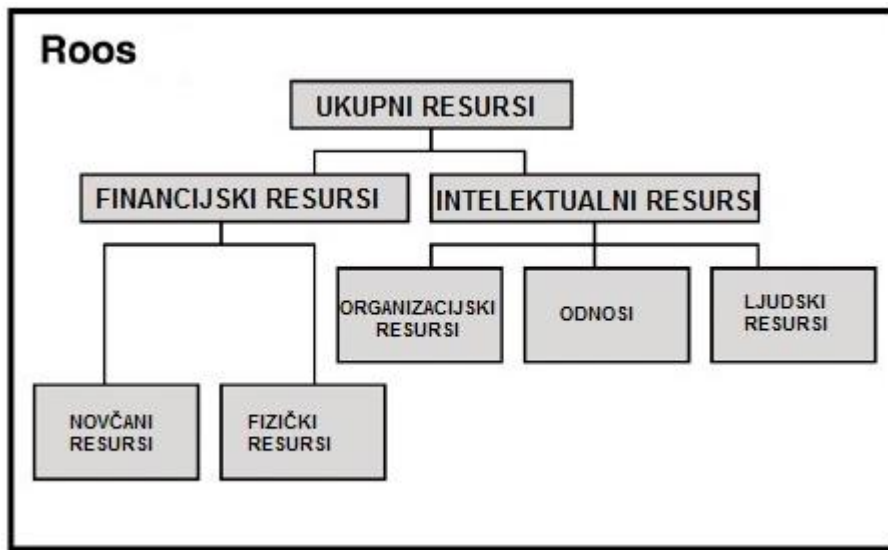 Roos
UKUPNI RESURSI
FINANCIJSKI RESURSI
INTELEKTUALNI RESURSI
ORGANIZACIJSKI
RESURSI
ODNOSI
LJUDSKI
RESURSI
NOVČANI
RESURSI
FIZIČKI
RESURSI